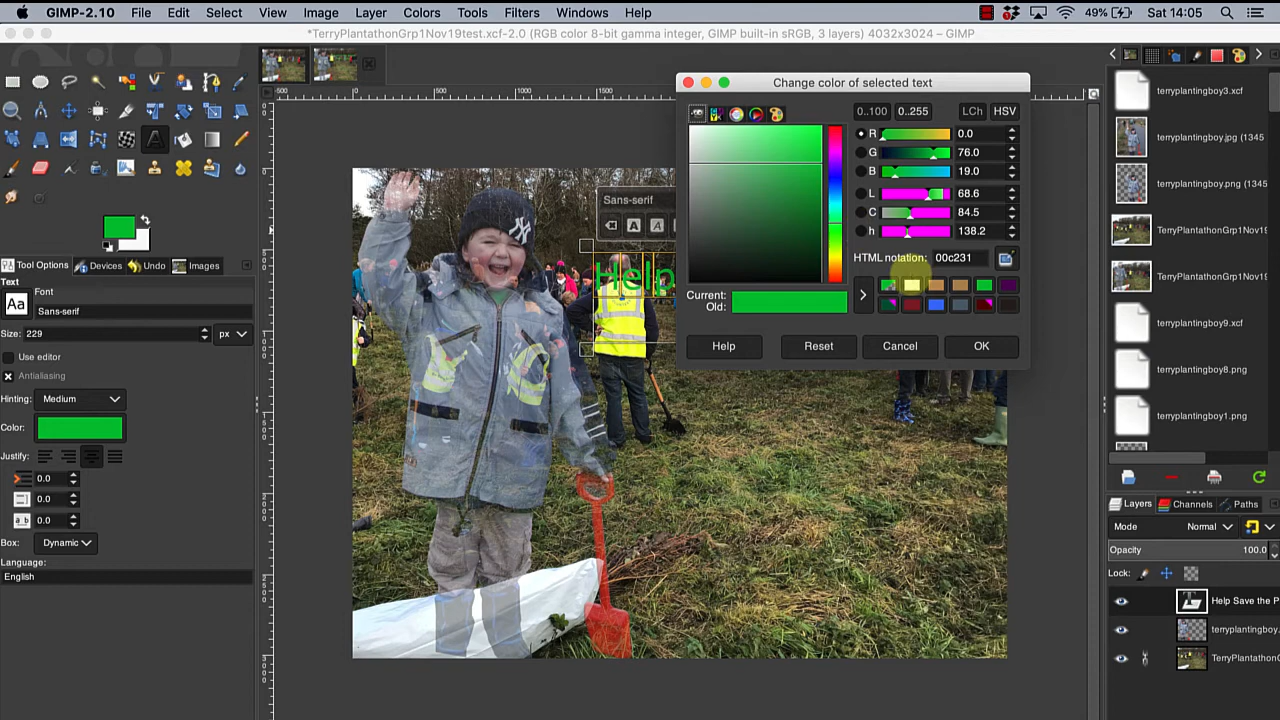 GIMP-2.10 File Edit Select View Image Layer Colors Tools Filters Windows Help 49% Sat 14:05
*TerryPlantathonGrp1Nov19test.xcf-2.0 (RGB color 8-bit gamma integer, GIMP built-in sRGB, 3 layers) 4032x3024 – GIMP
Change color of selected text
0..100 0..255 LCh HSV
R 0.0
G 76.0
B 19.0
L 68.6
C 84.5
h 138.2
HTML notation: 00c231
Current:
Old:
Help Reset Cancel OK
Sans-serif
Help
Tool Options Devices Undo Images
Text
Font
Aa Sans-serif
Size: 229 px
Use editor
Antialiasing
Hinting: Medium
Color:
Justify:
0.0
0.0
0.0
Box: Dynamic
Language:
English
terryplantingboy3.xcf
terryplantingboy.jpg (1345
terryplantingboy.png (1345
TerryPlantathonGrp1Nov19
TerryPlantathonGrp1Nov19
terryplantingboy9.xcf
terryplantingboy8.png
terryplantingboy1.png
Layers Channels Paths
Mode Normal
Opacity 100.0
Lock:
Help Save the P
terryplantingboy.
TerryPlantathonG